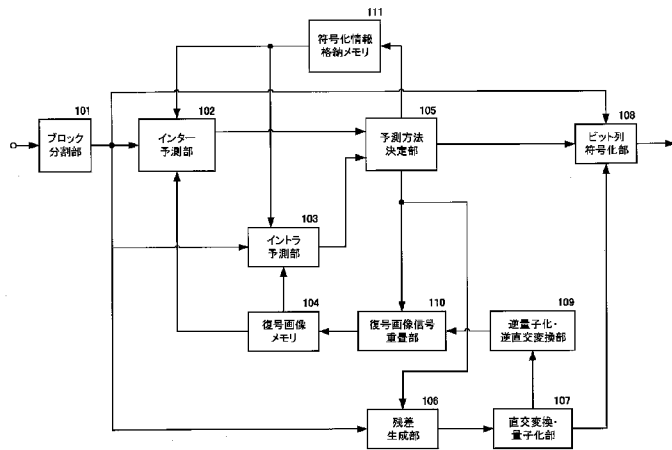 111
符号化情報
格納メモリ
101
ブロック
分割部
102
インター
予測部
105
予測方法
決定部
108
ビット列
符号化部
103
イントラ
予測部
104
復号画像
メモリ
110
復号画像信号
重畳部
109
逆量子化・
逆直交変換部
106
残差
生成部
107
直交変換・
量子化部